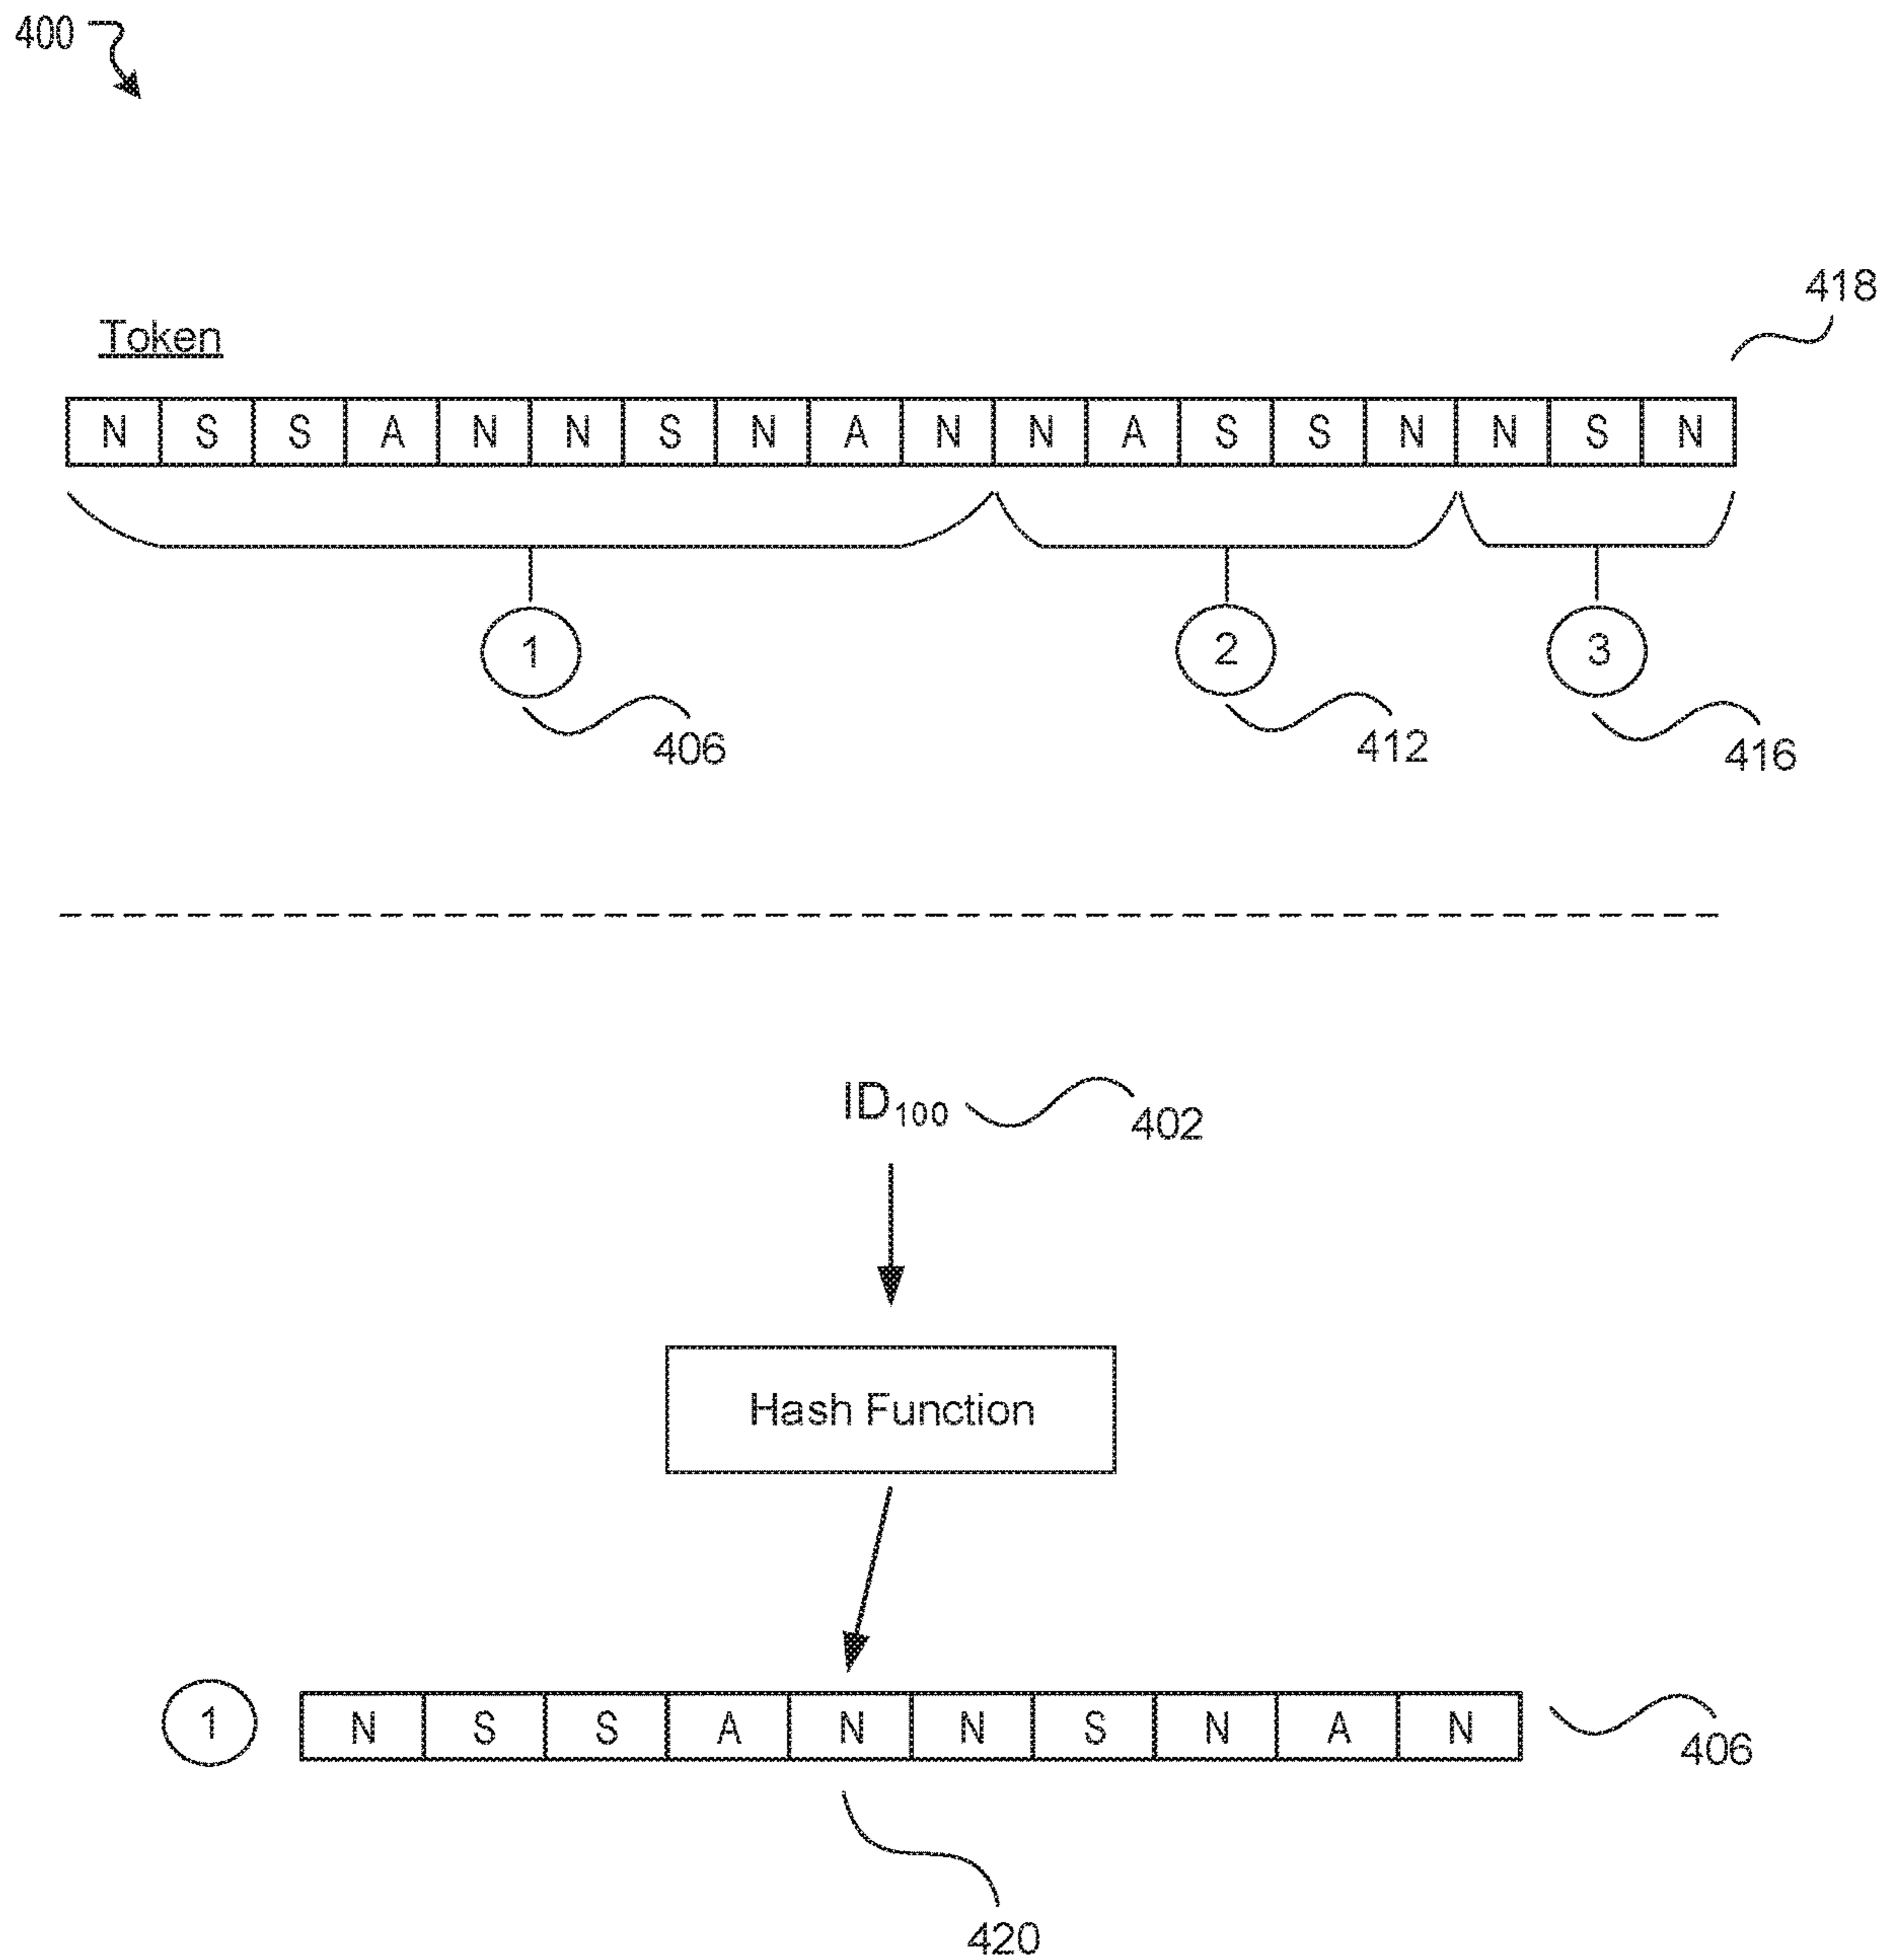 400
418
Token
N S S A N N S N A N N A S S N N S N
1 2 3
406 412 416
ID100 402
Hash Function
1 N S S A N N S N A N 406
420